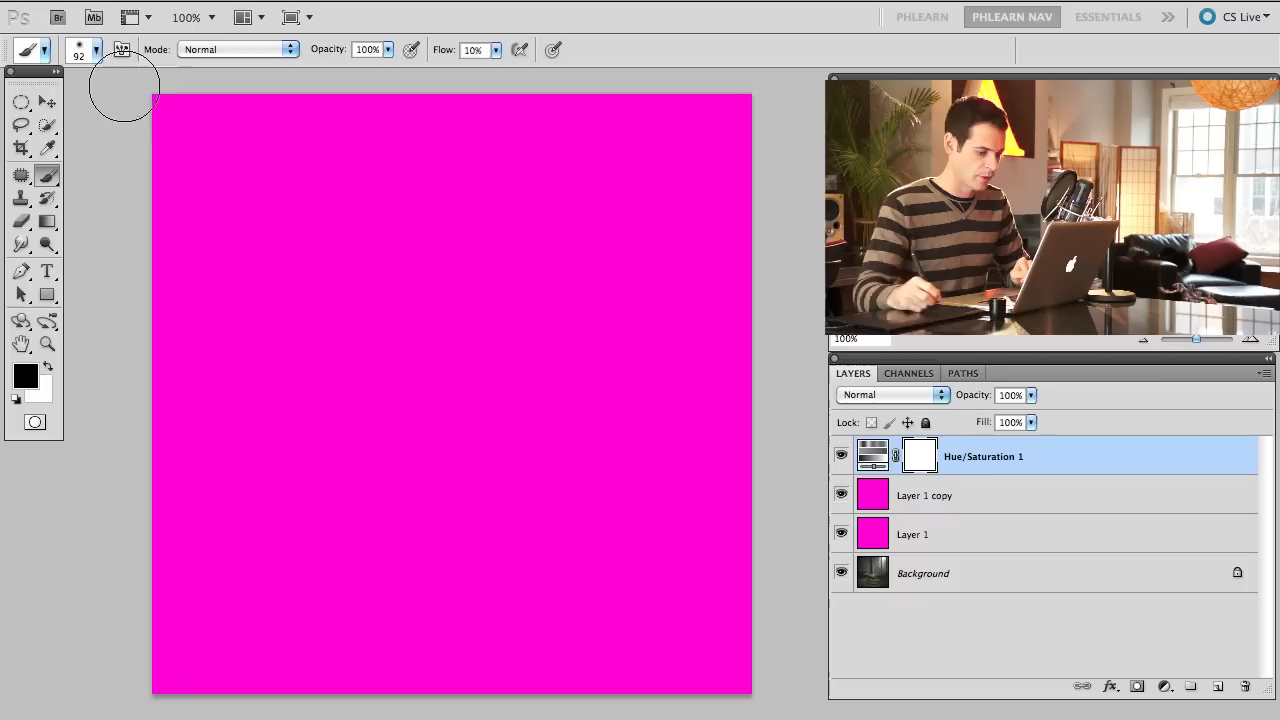 Ps Br Mb 100% PHLEARN PHLEARN NAV ESSENTIALS CS Live
92 Mode: Normal Opacity: 100% Flow: 10%
100%
LAYERS CHANNELS PATHS
Normal Opacity: 100%
Lock: Fill: 100%
Hue/Saturation 1
Layer 1 copy
Layer 1
Background
T